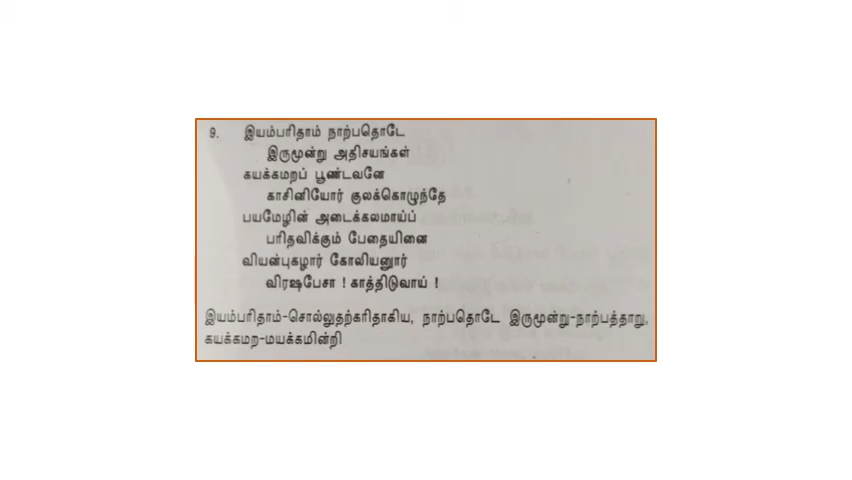 9. இயம்பரிதாம் நாற்பதொடே
இருமூன்று அதிசயங்கள்
கயக்கமறப் பூண்டவனே
காசினியோர் குலக்கொழுந்தே
பயமேழின் அடைக்கலமாய்ப்
பரிதவிக்கும் பேதையினை
வியன்புகழார் கோலியனூர்
விரஷபேசா ! காத்திடுவாய் !
இயம்பரிதாம்-சொல்லுதற்கரிதாகிய, நாற்பதொடே இருமூன்று-நாற்பத்தாறு,
கயக்கமற-மயக்கமின்றி